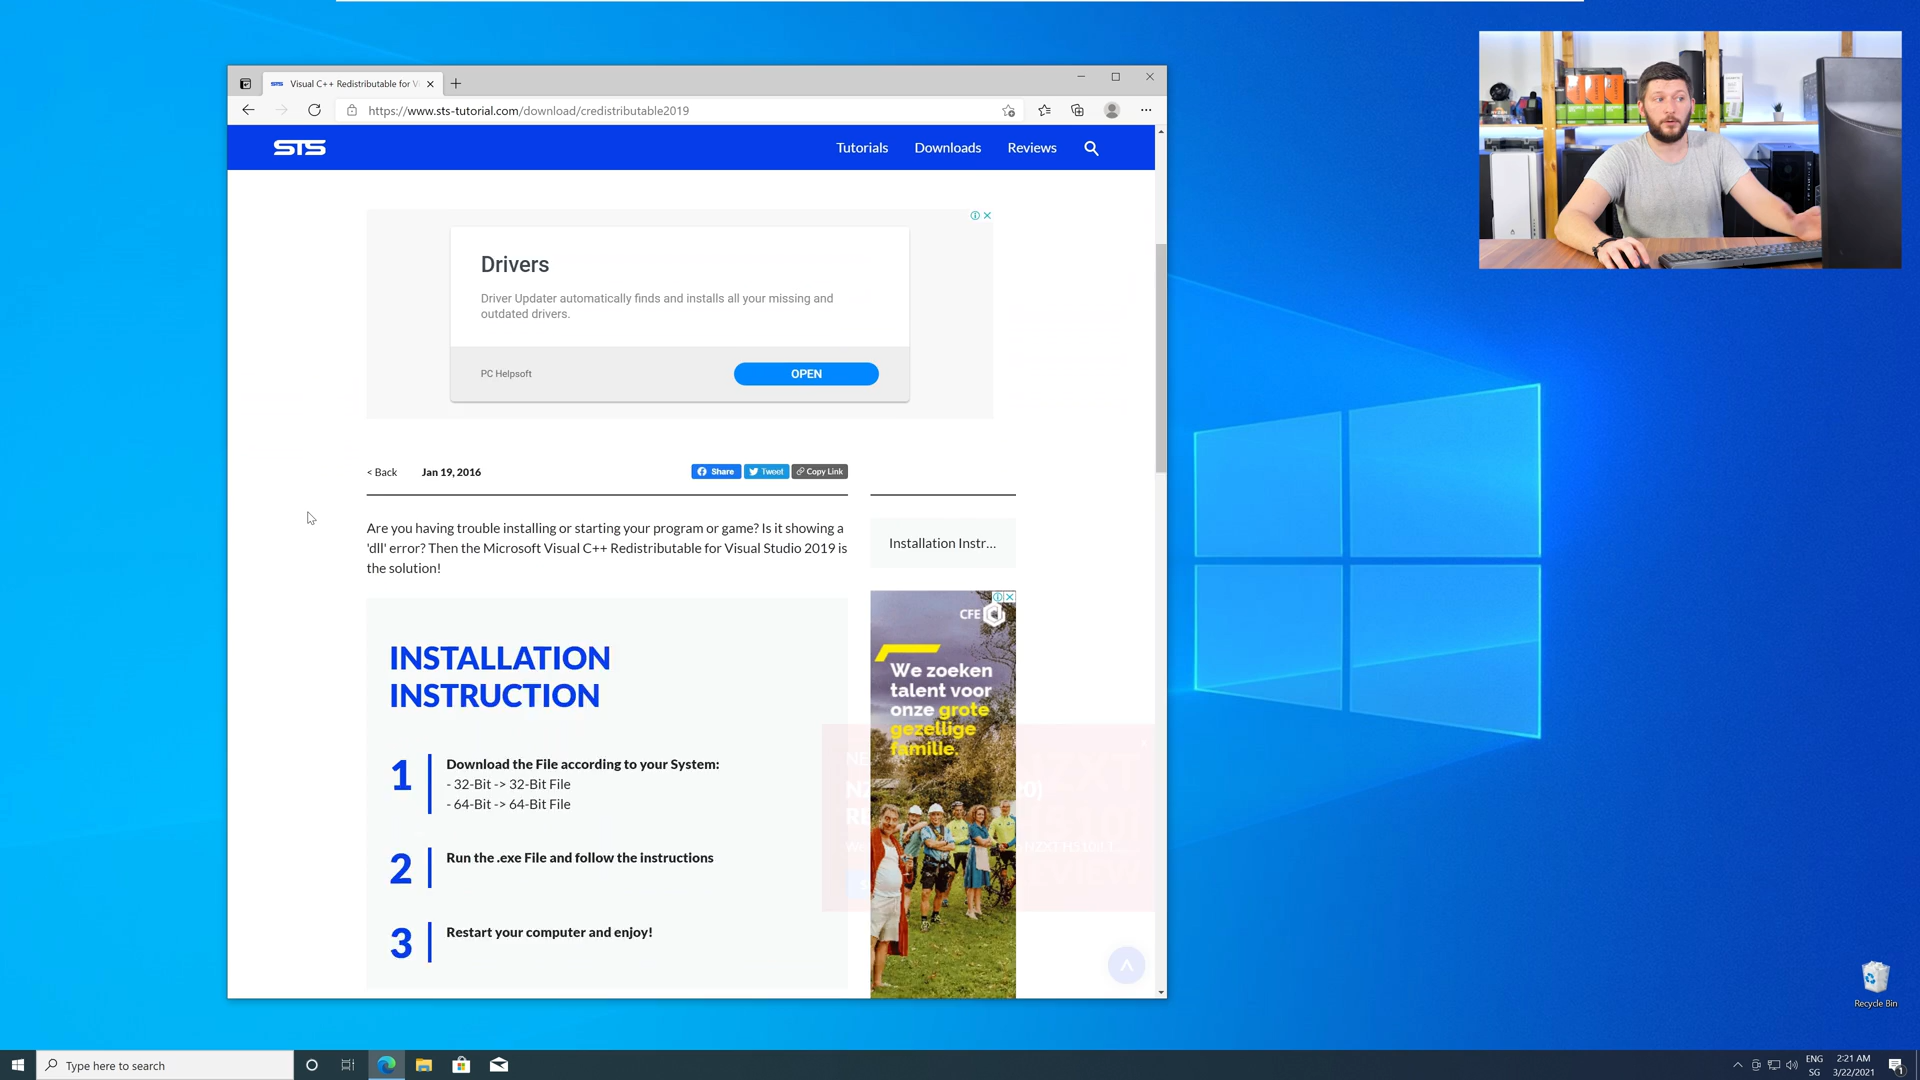 Visual C++ Redistributable for Vi
https://www.sts-tutorial.com/download/credistributable2019
STS
Tutorials
Downloads
Reviews
Drivers
Driver Updater automatically finds and installs all your missing and
outdated drivers.
PC Helpsoft
OPEN
< Back
Jan 19, 2016
Share
Tweet
Copy Link
Are you having trouble installing or starting your program or game? Is it showing a
'dll' error? Then the Microsoft Visual C++ Redistributable for Visual Studio 2019 is
the solution!
Installation Instr...
CFE
We zoeken
talent voor
onze grote
gezellige
familie.
INSTALLATION
INSTRUCTION
1
Download the File according to your System:
- 32-Bit -> 32-Bit File
- 64-Bit -> 64-Bit File
2
Run the .exe File and follow the instructions
3
Restart your computer and enjoy!
Recycle Bin
Type here to search
ENG
SG
2:21 AM
3/22/2021